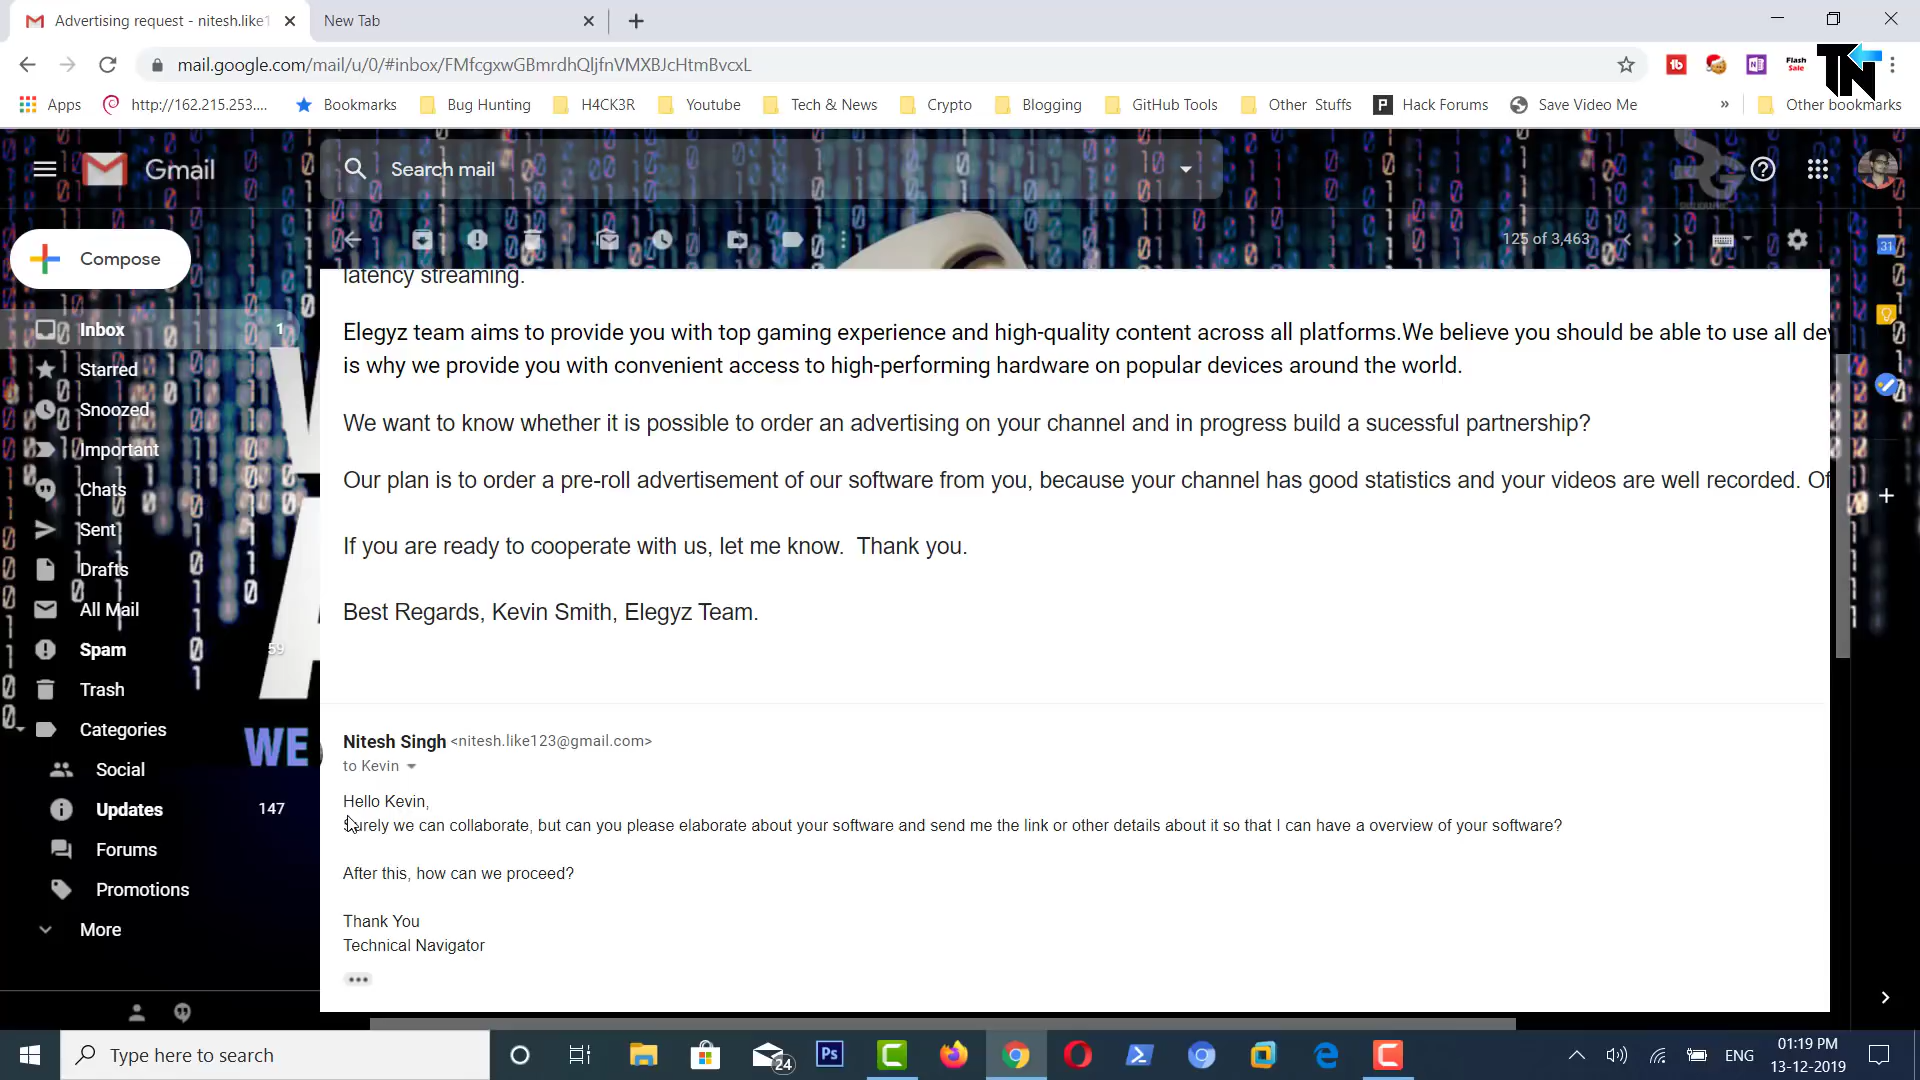 Advertising request - nitesh.like1
New Tab
mail.google.com/mail/u/0/#inbox/FMfcgxwGBmrdhQljfnVMXBJcHtmBvcxL
Flash Sale
TN
Apps
http://162.215.253....
Bookmarks
Bug Hunting
H4CK3R
Youtube
Tech & News
Crypto
Blogging
GitHub Tools
Other Stuffs
Hack Forums
Save Video Me
»
Other bookmarks
Gmail
Search mail
Compose
125 of 3,463
31
Inbox 1
Starred
Snoozed
Important
Chats
Sent
Drafts
All Mail
Spam 59
Trash
Categories
Social
Updates 147
Forums
Promotions
More
WE
latency streaming.
Elegyz team aims to provide you with top gaming experience and high-quality content across all platforms.We believe you should be able to use all dev
is why we provide you with convenient access to high-performing hardware on popular devices around the world.
We want to know whether it is possible to order an advertising on your channel and in progress build a sucessful partnership?
Our plan is to order a pre-roll advertisement of our software from you, because your channel has good statistics and your videos are well recorded. Of
If you are ready to cooperate with us, let me know. Thank you.
Best Regards, Kevin Smith, Elegyz Team.
Nitesh Singh <nitesh.like123@gmail.com>
to Kevin
Hello Kevin,
Surely we can collaborate, but can you please elaborate about your software and send me the link or other details about it so that I can have a overview of your software?
After this, how can we proceed?
Thank You
Technical Navigator
Type here to search
24
Ps
ENG
01:19 PM
13-12-2019